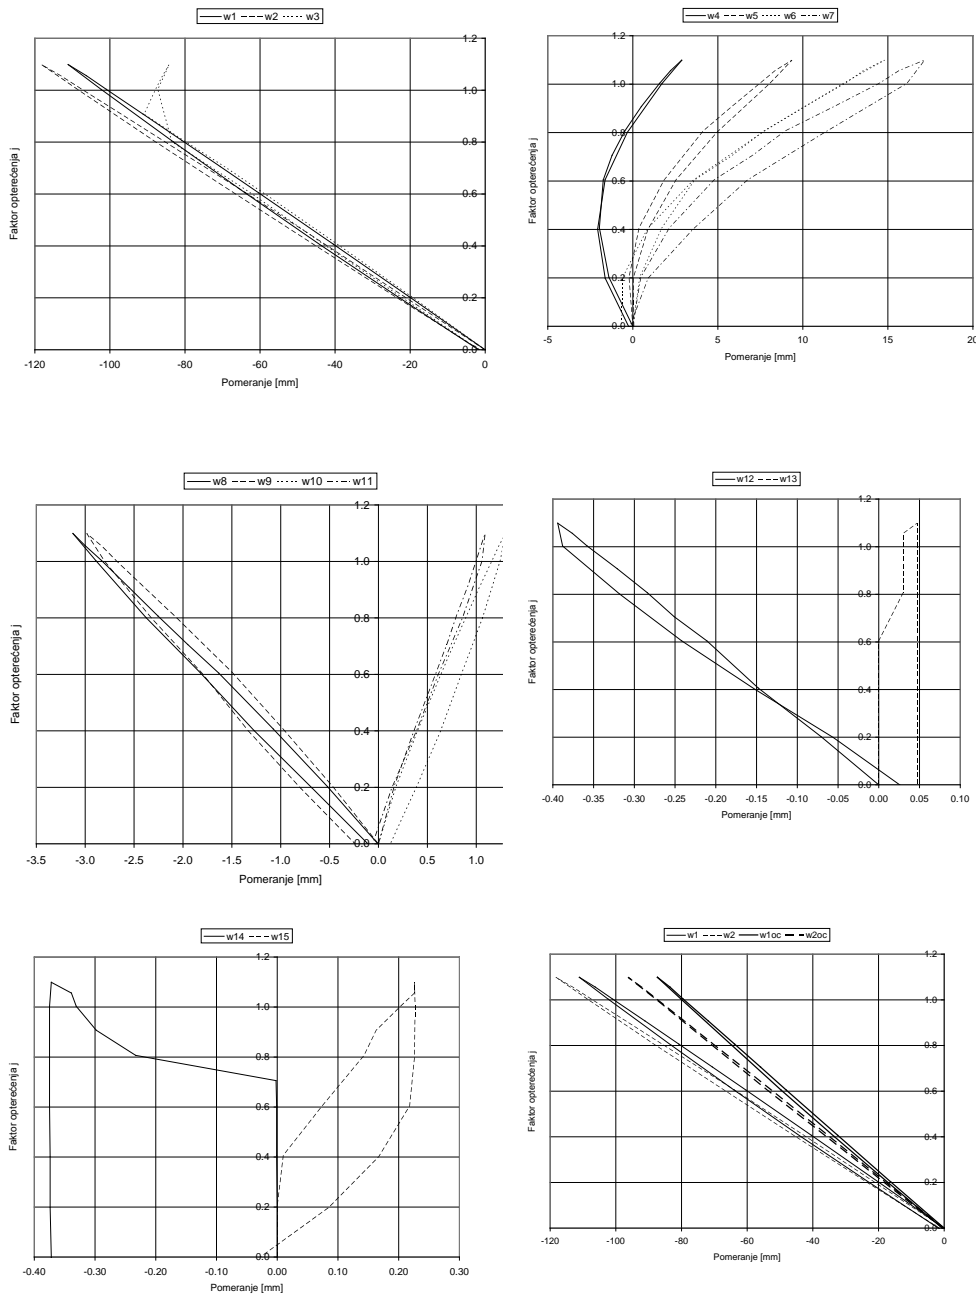 w1 w2 w3
1.2
1.0
0.8
0.6
0.4
0.2
0.0
-120 -100 -80 -60 -40 -20 0
Faktor opterećenja j
Pomeranje [mm]
w4 w5 w6 w7
1.2
1.0
0.8
0.6
0.4
0.2
0.0
-5 0 5 10 15 20
Faktor opterećenja j
Pomeranje [mm]
w8 w9 w10 w11
1.2
1.0
0.8
0.6
0.4
0.2
0.0
-3.5 -3.0 -2.5 -2.0 -1.5 -1.0 -0.5 0.0 0.5 1.0
Faktor opterećenja j
Pomeranje [mm]
w12 w13
1.2
1.0
0.8
0.6
0.4
0.2
0.0
-0.40 -0.35 -0.30 -0.25 -0.20 -0.15 -0.10 -0.05 0.00 0.05 0.10
Faktor opterećenja j
Pomeranje [mm]
w14 w15
1.2
1.0
0.8
0.6
0.4
0.2
0.0
-0.40 -0.30 -0.20 -0.10 0.00 0.10 0.20 0.30
Faktor opterećenja j
Pomeranje [mm]
w1 w2 w1oc w2oc
1.2
1.0
0.8
0.6
0.4
0.2
0.0
-120 -100 -80 -60 -40 -20 0
Faktor opterećenja j
Pomeranje [mm]